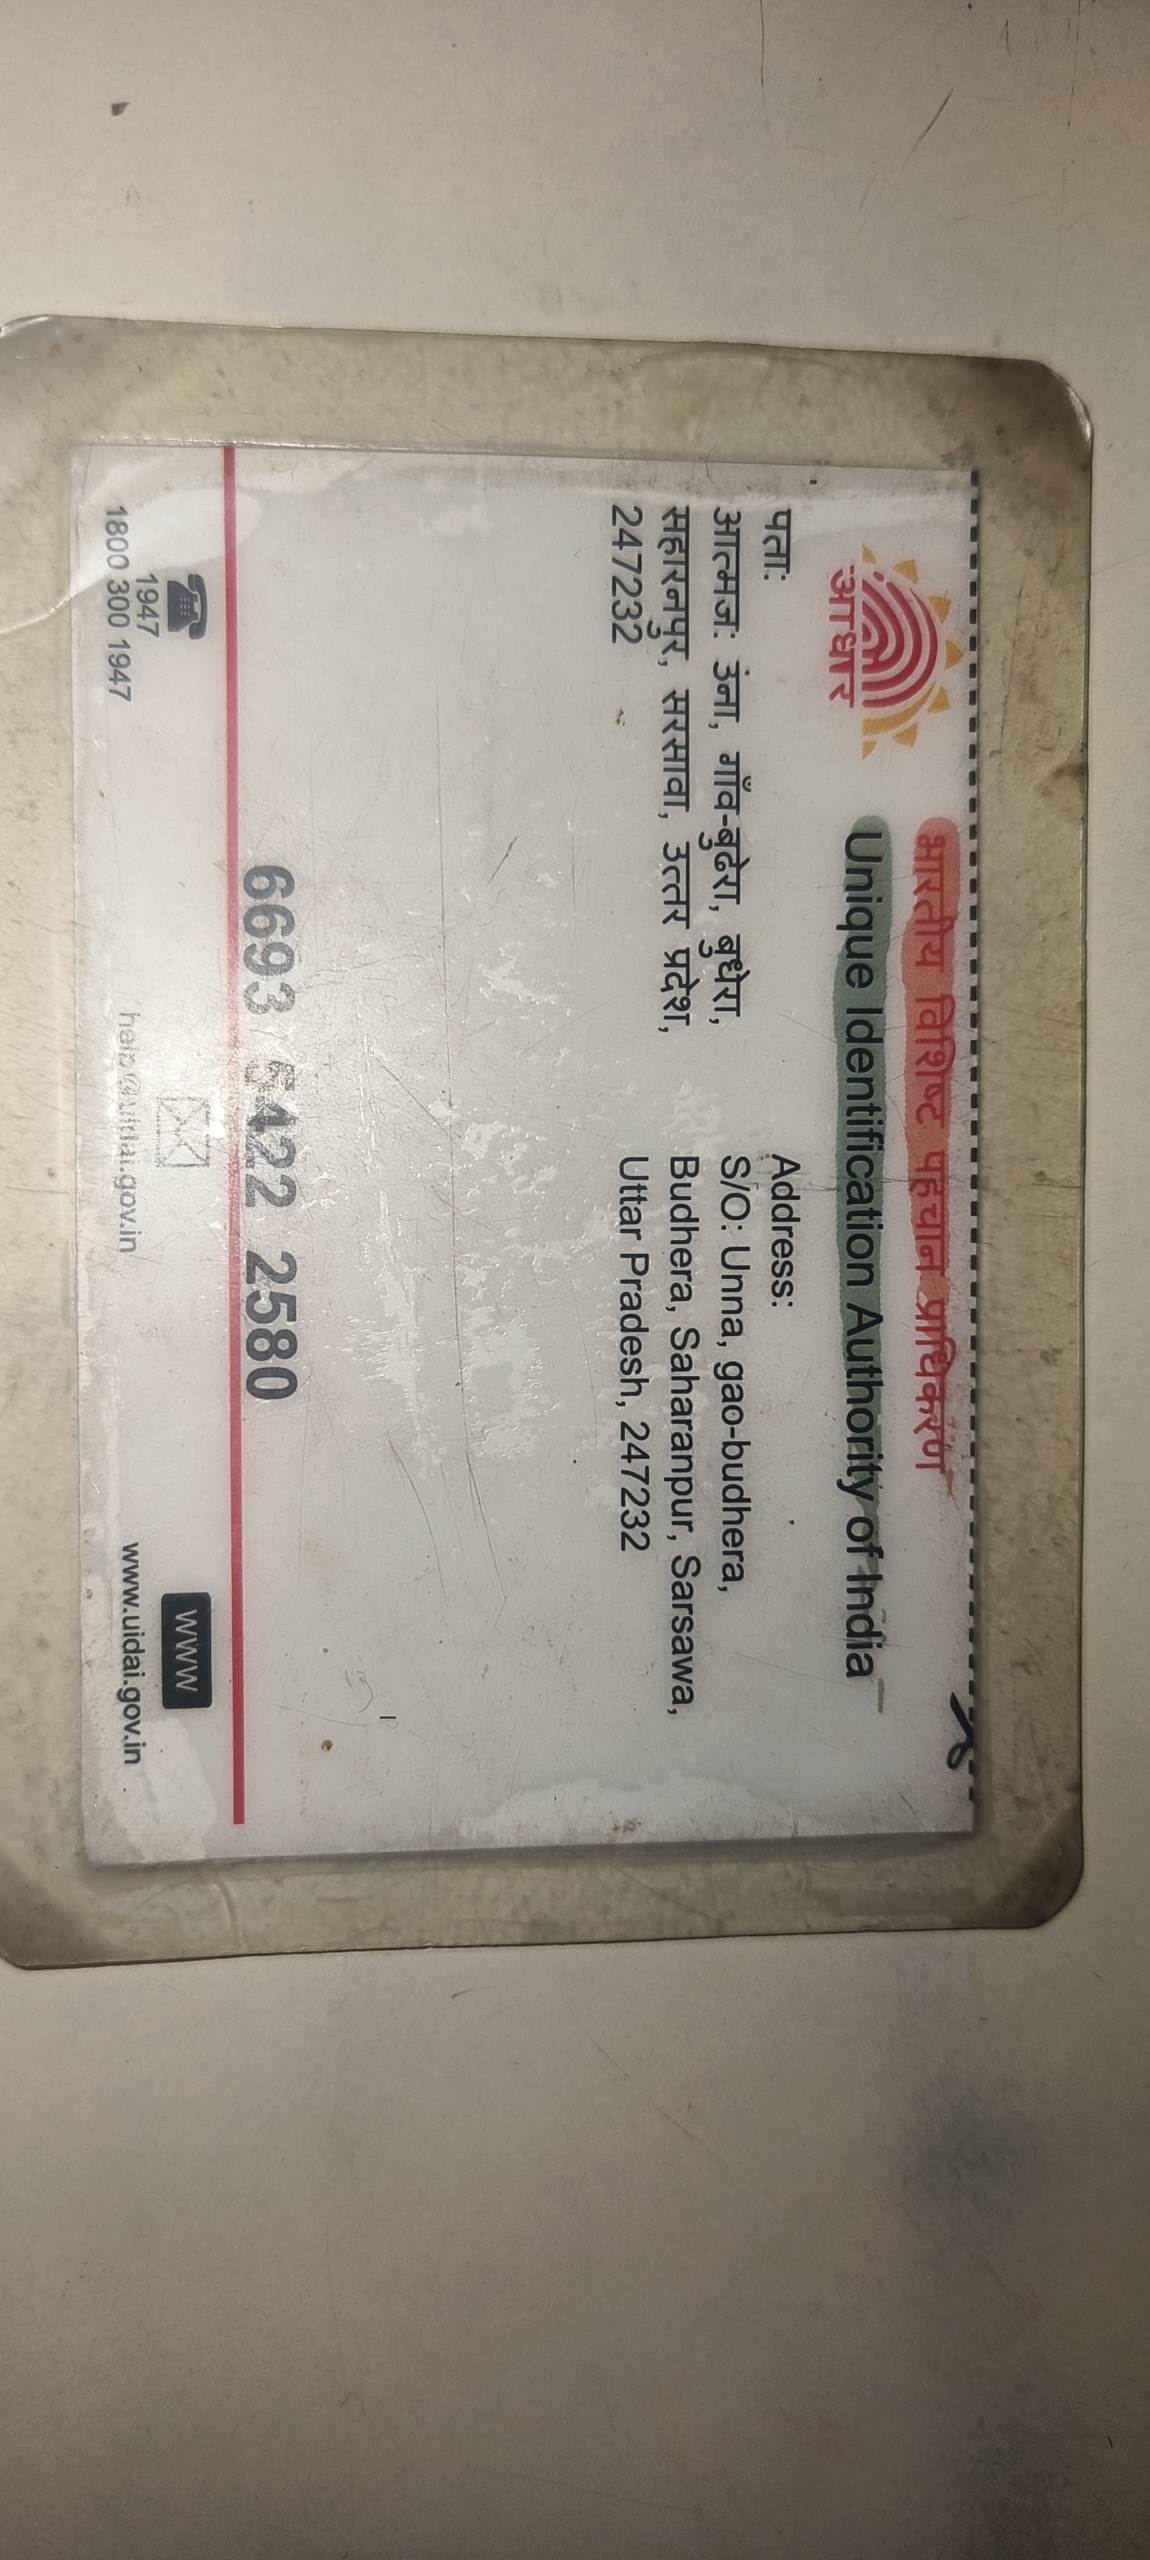 आधार
भारतीय विशिष्ट पहचान प्राधिकरण
Unique Identification Authority of India
पताः
आत्मजः उंना, गाँव-बुढेरा, बुधेरा,
सहारनपुर, सरसावा, उत्तर प्रदेश,
247232
Address:
S/O: Unna, gao-budhera,
Budhera, Saharanpur, Sarsawa,
Uttar Pradesh, 247232
6693 5422 2580
1947
1800 300 1947
help@uidai.gov.in
WWW
www.uidai.gov.in